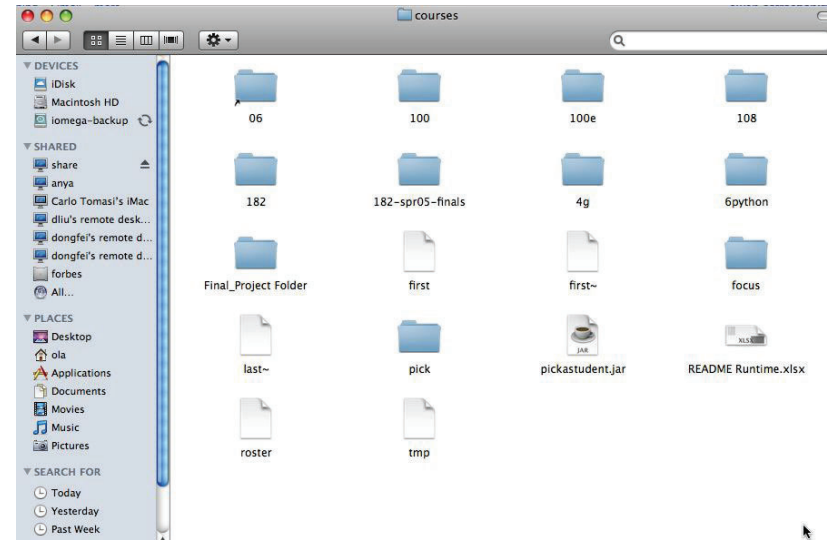 courses
DEVICES
iDisk
Macintosh HD
iomega-backup
SHARED
share
anya
Carlo Tomasi's iMac
dliu's remote desk...
dongfei's remote d...
dongfei's remote d...
forbes
All...
PLACES
Desktop
ola
Applications
Documents
Movies
Music
Pictures
SEARCH FOR
Today
Yesterday
Past Week
06 100 100e 108
182 182-spr05-finals 4g 6python
Final_Project Folder first first~ focus
JAR XLSX
last~ pick pickastudent.jar README Runtime.xlsx
roster tmp